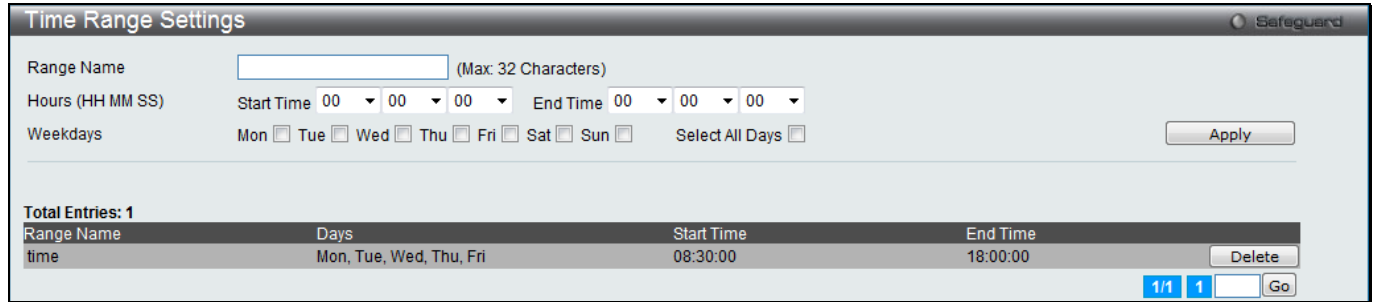 Time Range Settings Safeguard
Range Name (Max: 32 Characters)
Hours (HH MM SS) Start Time 00 00 00 End Time 00 00 00
Weekdays Mon Tue Wed Thu Fri Sat Sun Select All Days Apply
Total Entries: 1
Range Name Days Start Time End Time
time Mon, Tue, Wed, Thu, Fri 08:30:00 18:00:00 Delete
1/1 1 Go